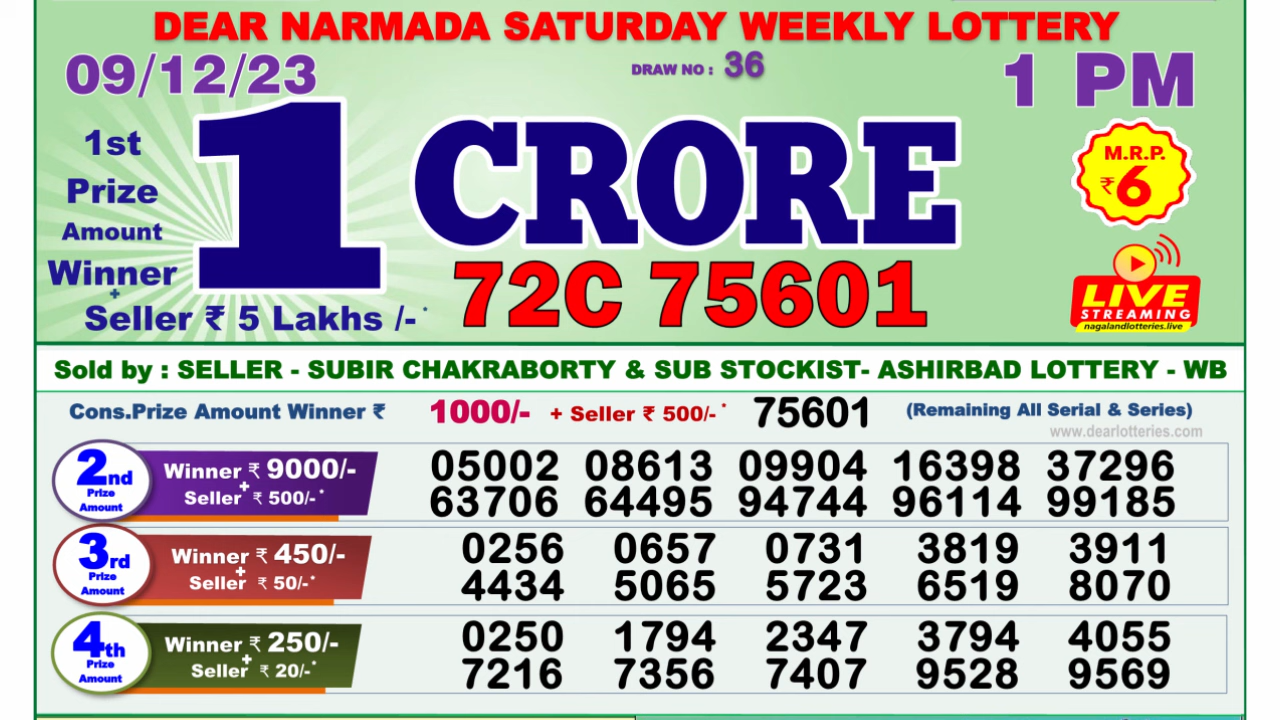 DEAR NARMADA SATURDAY WEEKLY LOTTERY
09/12/23
DRAW NO : 36
1 PM
1st
Prize
Amount
Winner
+
Seller ₹ 5 Lakhs /-*
1 CRORE
72C 75601
M.R.P.
₹6
LIVE
STREAMING
nagalandlotteries.live
Sold by : SELLER - SUBIR CHAKRABORTY & SUB STOCKIST- ASHIRBAD LOTTERY - WB
Cons.Prize Amount Winner ₹ 1000/- + Seller ₹ 500/-* 75601 (Remaining All Serial & Series)
www.dearlotteries.com
2nd
Prize
Amount
Winner ₹ 9000/-
+
Seller ₹ 500/-*
05002 08613 09904 16398 37296
63706 64495 94744 96114 99185
3rd
Prize
Amount
Winner ₹ 450/-
+
Seller ₹ 50/-*
0256 0657 0731 3819 3911
4434 5065 5723 6519 8070
4th
Prize
Amount
Winner ₹ 250/-
+
Seller ₹ 20/-*
0250 1794 2347 3794 4055
7216 7356 7407 9528 9569